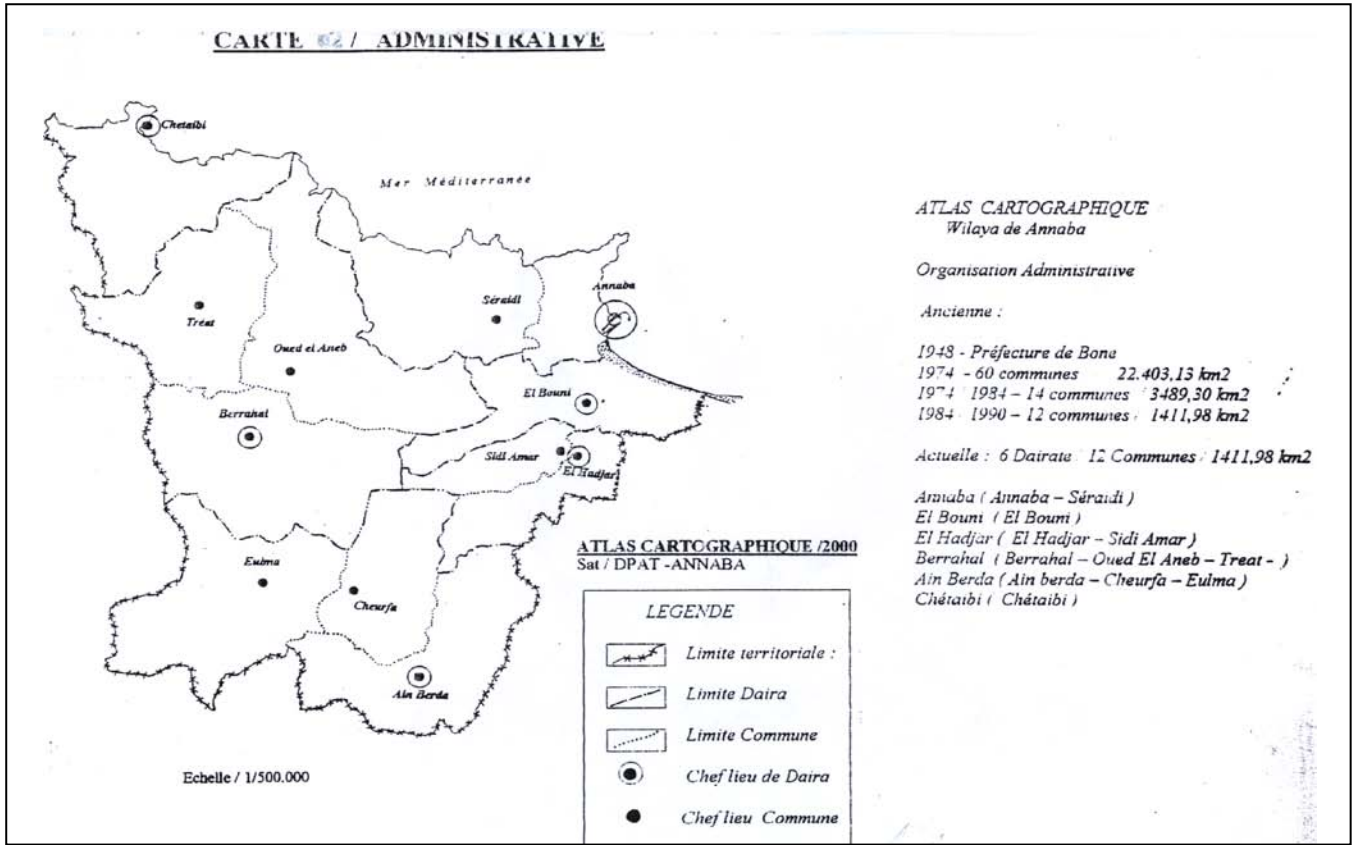 CARTE 02 / ADMINISTRATIVE
Chetaibi
Mer Méditerranée
Annaba
Séraidi
Tréat
Oued el Aneb
El Bouni
Berrahal
Sidi Amar
El Hadjar
Eulma
Cheurfa
Ain Berda
Echelle / 1/500.000
ATLAS CARTOGRAPHIQUE /2000
Sat / DPAT -ANNABA
LEGENDE
Limite territoriale :
Limite Daira
Limite Commune
Chef lieu de Daira
Chef lieu Commune
ATLAS CARTOGRAPHIQUE
Wilaya de Annaba
Organisation Administrative
Ancienne :
1948 - Préfecture de Bone
1974 - 60 communes 22.403,13 km2
1974 1984 – 14 communes 3489,30 km2
1984 1990 – 12 communes 1411,98 km2
Actuelle : 6 Dairate 12 Communes 1411,98 km2
Annaba ( Annaba – Séraidi )
El Bouni ( El Bouni )
El Hadjar ( El Hadjar – Sidi Amar )
Berrahal ( Berrahal – Oued El Aneb – Treat - )
Ain Berda ( Ain berda – Cheurfa – Eulma )
Chétaibi ( Chétaibi )